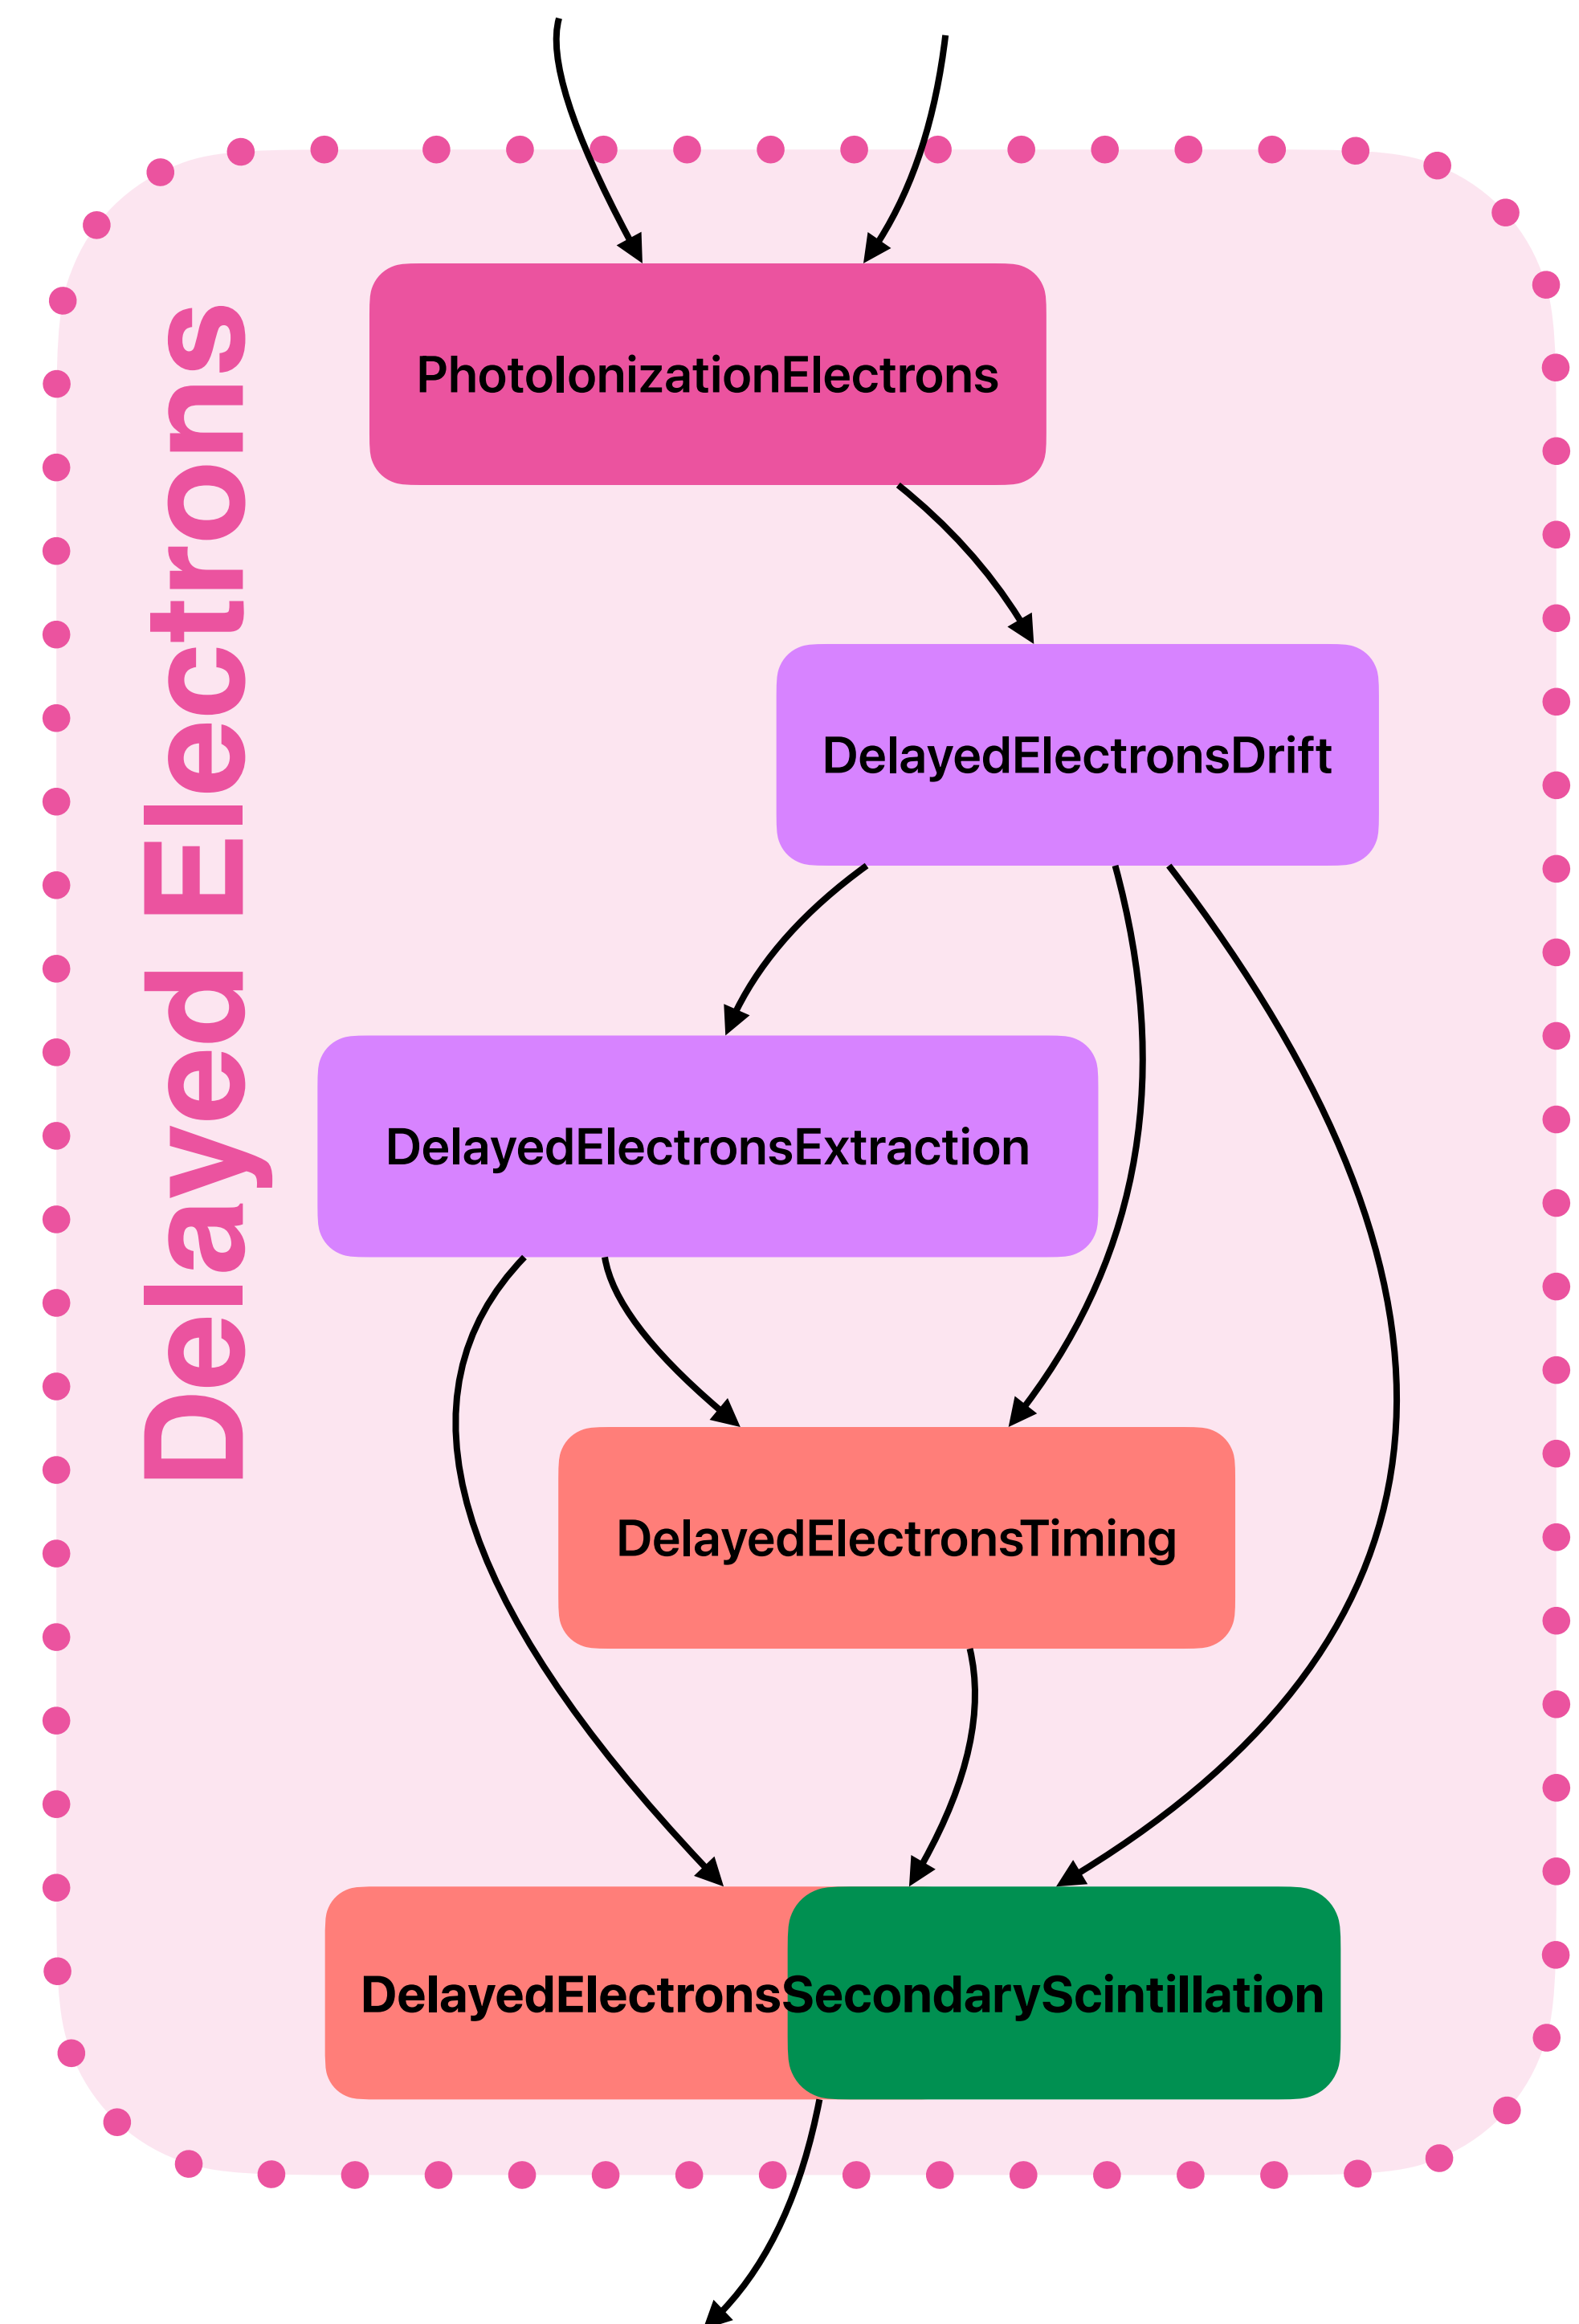 Delayed Electrons
PhotoIonizationElectrons
DelayedElectronsDrift
DelayedElectronsExtraction
DelayedElectronsTiming
DelayedElectronsSecondaryScintillation